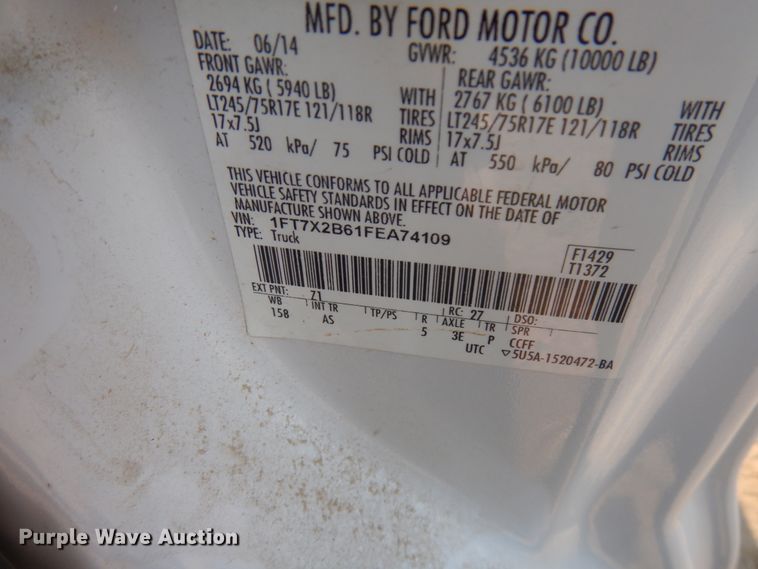 MFD. BY FORD MOTOR CO.
DATE: 06/14 GVWR: 4536 KG (10000 LB)
FRONT GAWR: REAR GAWR:
2694 KG ( 5940 LB) WITH 2767 KG ( 6100 LB) WITH
LT245/75R17E 121/118R TIRES LT245/75R17E 121/118R TIRES
17x7.5J RIMS 17x7.5J RIMS
AT 520 kPa/ 75 PSI COLD AT 550 kPa/ 80 PSI COLD
THIS VEHICLE CONFORMS TO ALL APPLICABLE FEDERAL MOTOR
VEHICLE SAFETY STANDARDS IN EFFECT ON THE DATE OF
MANUFACTURE SHOWN ABOVE.
VIN: 1FT7X2B61FEA74109
TYPE: Truck
F1429
T1372
EXT PNT: 71 RC: 27 DSO:
WB INT TR TP/PS R AXLE TR SPR
158 AS 5 3E P CCFF
UTC ▽5U5A-1520472-BA
Purple Wave Auction